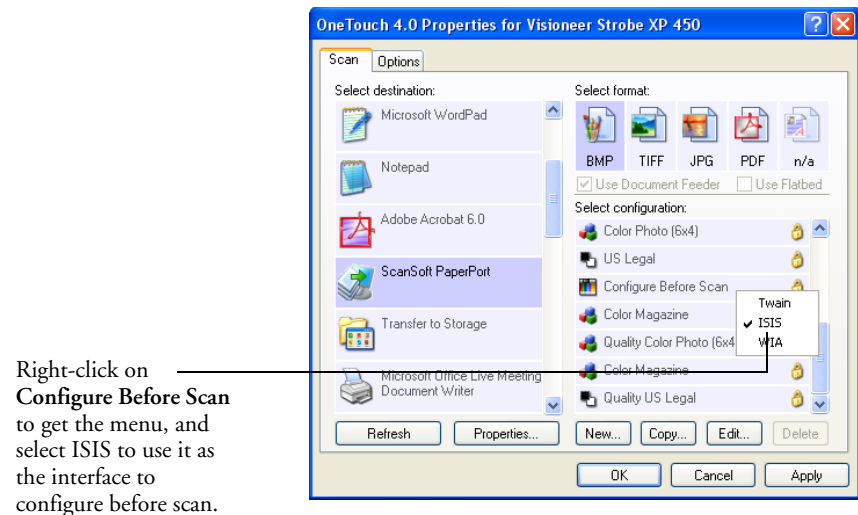 OneTouch 4.0 Properties for Visioneer Strobe XP 450
Scan Options
Select destination:
Microsoft WordPad
Notepad
Adobe Acrobat 6.0
ScanSoft PaperPort
Transfer to Storage
Microsoft Office Live Meeting
Document Writer
Refresh Properties...
Select format:
BMP TIFF JPG PDF n/a
Use Document Feeder Use Flatbed
Select configuration:
Color Photo (6x4)
US Legal
Configure Before Scan
Color Magazine
Quality Color Photo (6x4
Color Magazine
Quality US Legal
Twain
ISIS
WIA
New... Copy... Edit... Delete
OK Cancel Apply
Right-click on
Configure Before Scan
to get the menu, and
select ISIS to use it as
the interface to
configure before scan.